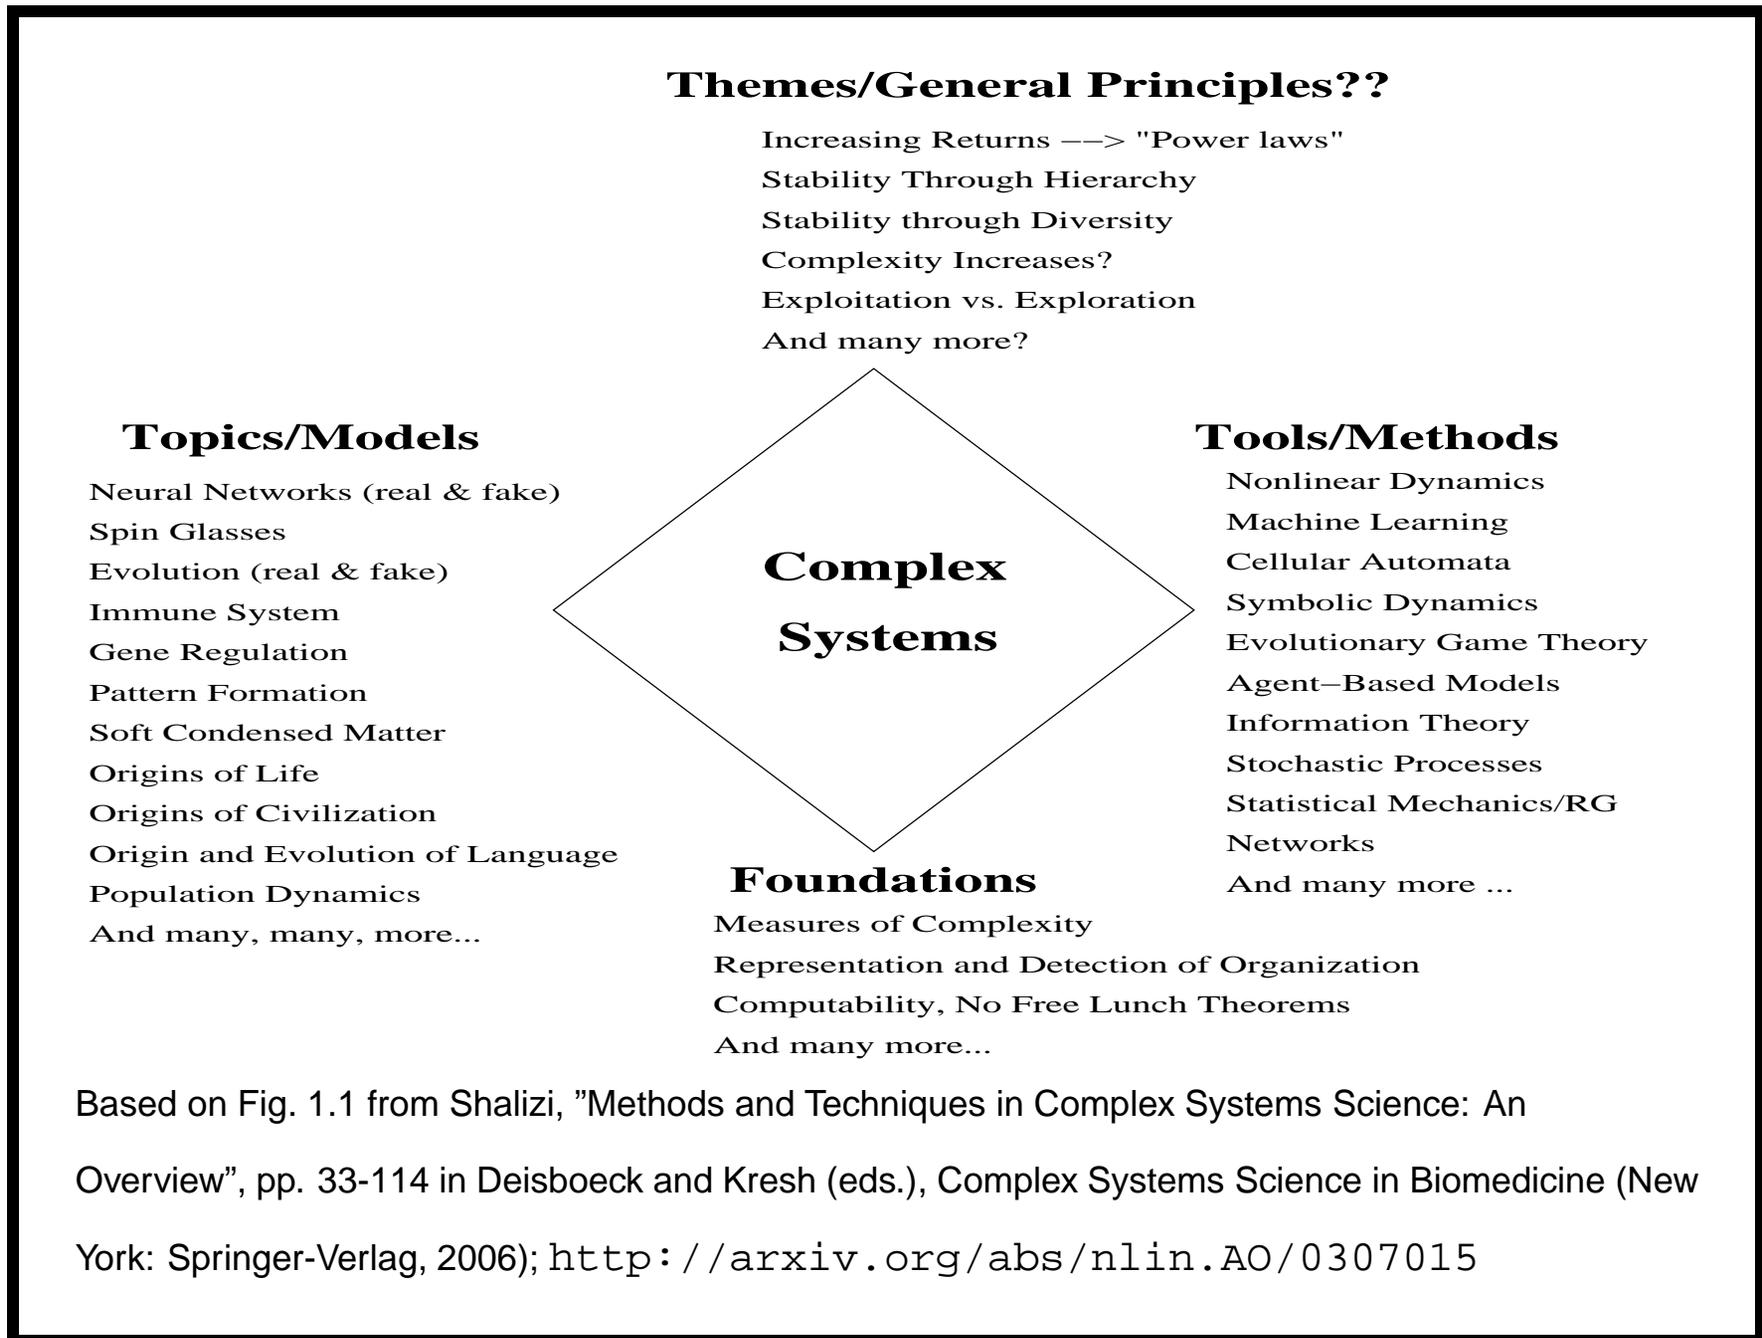 Themes/General Principles??
Increasing Returns −−> "Power laws"
Stability Through Hierarchy
Stability through Diversity
Complexity Increases?
Exploitation vs. Exploration
And many more?
Topics/Models
Neural Networks (real & fake)
Spin Glasses
Evolution (real & fake)
Immune System
Gene Regulation
Pattern Formation
Soft Condensed Matter
Origins of Life
Origins of Civilization
Origin and Evolution of Language
Population Dynamics
And many, many, more...
Complex
Systems
Tools/Methods
Nonlinear Dynamics
Machine Learning
Cellular Automata
Symbolic Dynamics
Evolutionary Game Theory
Agent−Based Models
Information Theory
Stochastic Processes
Statistical Mechanics/RG
Networks
And many more ...
Foundations
Measures of Complexity
Representation and Detection of Organization
Computability, No Free Lunch Theorems
And many more...
Based on Fig. 1.1 from Shalizi, ”Methods and Techniques in Complex Systems Science: An
Overview”, pp. 33-114 in Deisboeck and Kresh (eds.), Complex Systems Science in Biomedicine (New
York: Springer-Verlag, 2006); http://arxiv.org/abs/nlin.AO/0307015